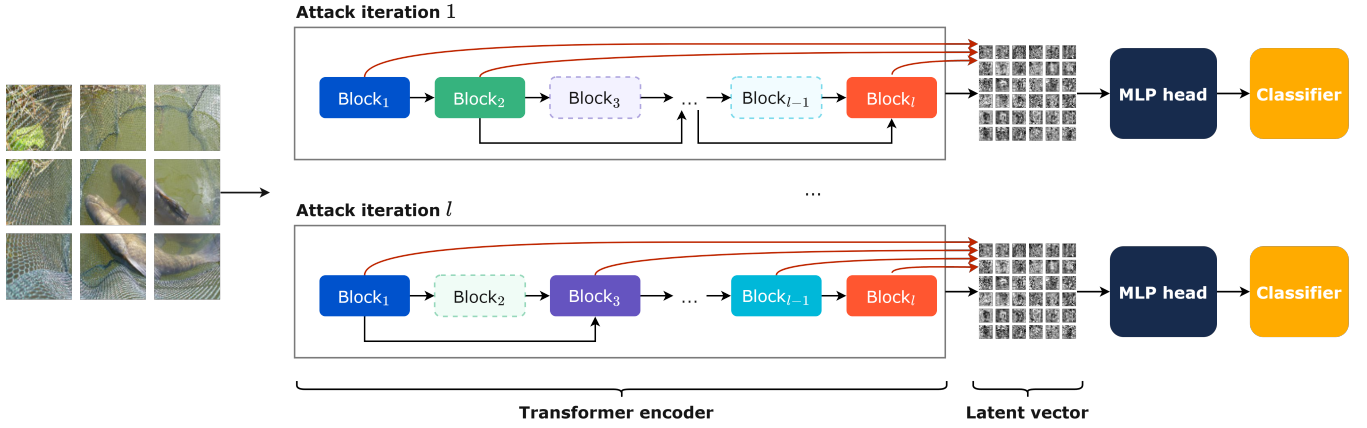 Attack iteration 1
Block₁
Block₂
Block₃
...
Blockₗ₋₁
Blockₗ
MLP head
Classifier
...
Attack iteration l
Block₁
Block₂
Block₃
...
Blockₗ₋₁
Blockₗ
MLP head
Classifier
Transformer encoder
Latent vector